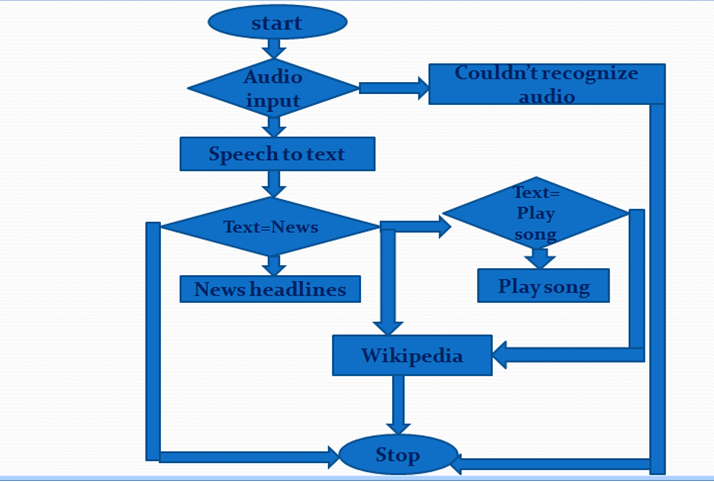 start
Audio
input
Couldn't recognize
audio
Speech to text
Text=News
Text=
Play
song
News headlines
Play song
Wikipedia
Stop